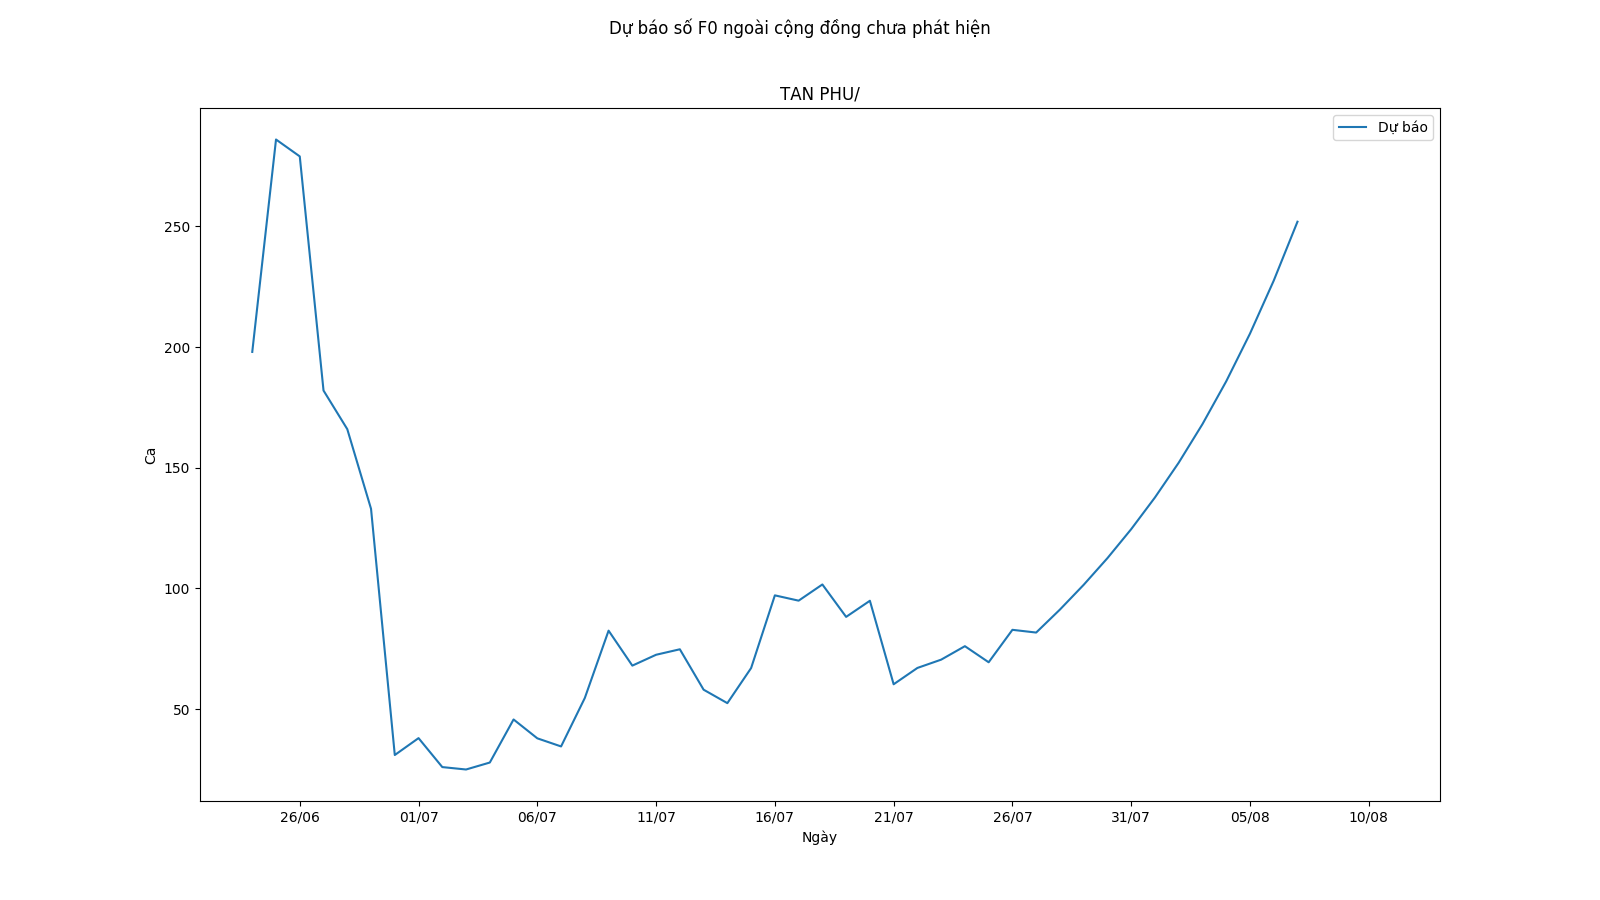 Dự báo số F0 ngoài cộng đồng chưa phát hiện
TAN PHU/
Dự báo
250
200
150
100
50
Ca
26/06 01/07 06/07 11/07 16/07 21/07 26/07 31/07 05/08 10/08
Ngày